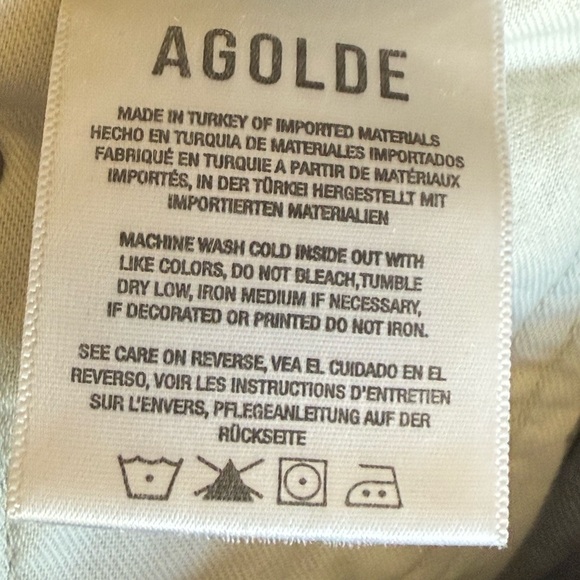 AGOLDE
MADE IN TURKEY OF IMPORTED MATERIALS
HECHO EN TURQUIA DE MATERIALES IMPORTADOS
FABRIQUÉ EN TURQUIE A PARTIR DE MATÉRIAUX
IMPORTÉS, IN DER TÜRKEI HERGESTELLT MIT
IMPORTIERTEN MATERIALIEN
MACHINE WASH COLD INSIDE OUT WITH
LIKE COLORS, DO NOT BLEACH,TUMBLE
DRY LOW, IRON MEDIUM IF NECESSARY,
IF DECORATED OR PRINTED DO NOT IRON.
SEE CARE ON REVERSE, VEA EL CUIDADO EN EL
REVERSO, VOIR LES INSTRUCTIONS D'ENTRETIEN
SUR L'ENVERS, PFLEGEANLEITUNG AUF DER
RÜCKSEITE